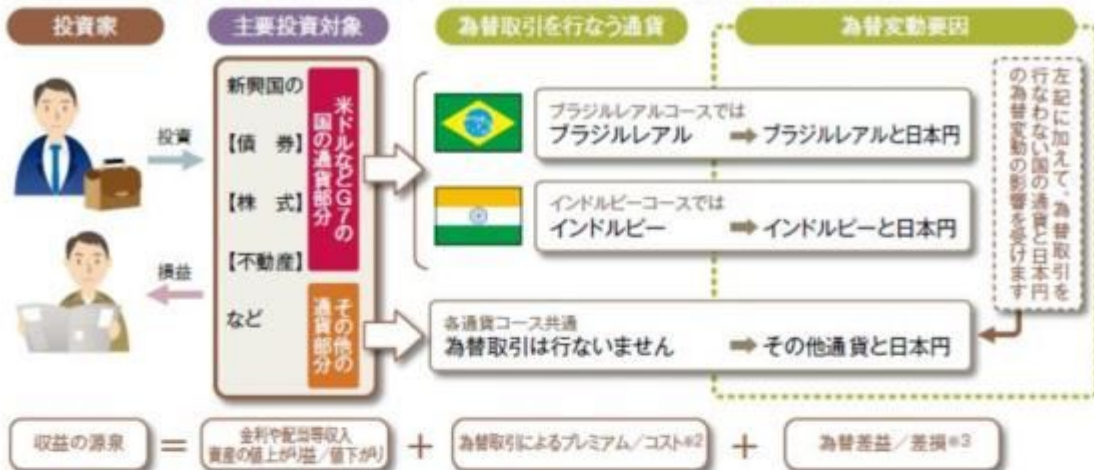 投資家
主要投資対象
為替取引を行なう通貨
為替変動要因
投資
損益
新興国の
【債 券】
【株 式】
【不動産】
など
米ドルなどG7の
国の通貨部分
その他の
通貨部分
ブラジルレアルコースでは
ブラジルレアル ➡ ブラジルレアルと日本円
インドルピーコースでは
インドルピー ➡ インドルピーと日本円
各通貨コース共通
為替取引は行ないません ➡ その他通貨と日本円
左記に加えて、為替取引を
行なわない国の通貨と日本円
の為替変動の影響を受けます
収益の源泉
=
金利や配当等収入
資産の値上がり益/値下がり
+
為替取引によるプレミアム/コスト※2
+
為替差益/差損※3